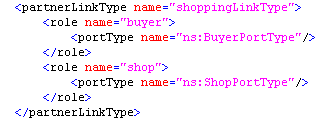 <partnerLinkType name="shoppingLinkType">
<role name="buyer">
<portType name="ns:BuyerPortType"/>
</role>
<role name="shop">
<portType name="ns:ShopPortType"/>
</role>
</partnerLinkType>